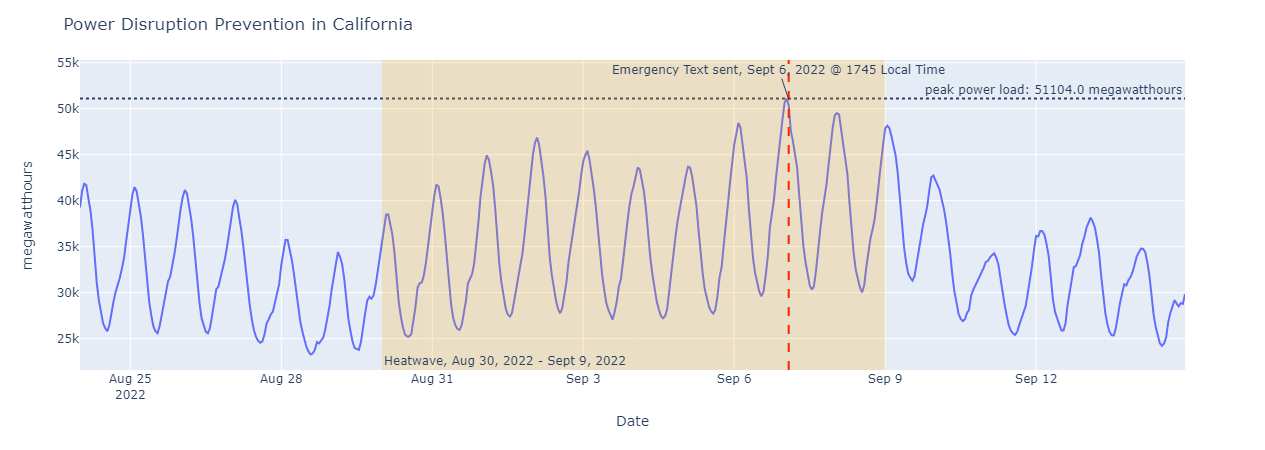 Power Disruption Prevention in California
55k
Emergency Text sent, Sept 6, 2022 @ 1745 Local Time
peak power load: 51104.0 megawatthours
50k
45k
40k
35k
30k
25k
megawatthours
Heatwave, Aug 30, 2022 - Sept 9, 2022
Aug 25
2022
Aug 28
Aug 31
Sep 3
Sep 6
Sep 9
Sep 12
Date